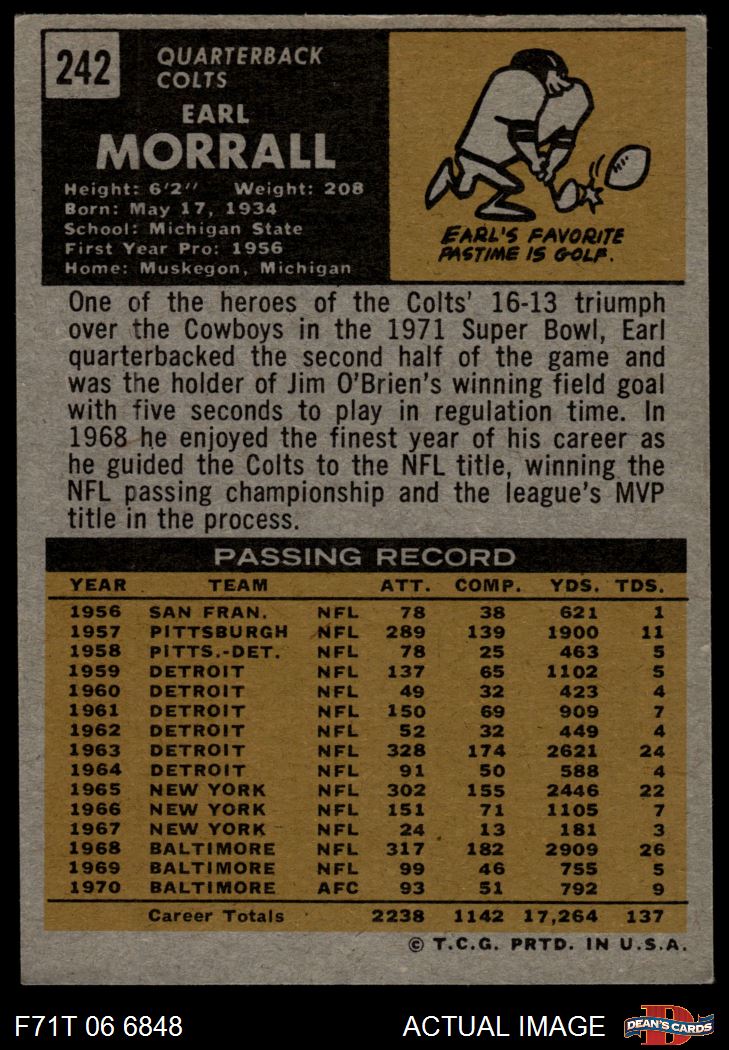 242
QUARTERBACK
COLTS
EARL
MORRALL
Height: 6'2" Weight: 208
Born: May 17, 1934
School: Michigan State
First Year Pro: 1956
Home: Muskegon, Michigan
EARL'S FAVORITE
PASTIME IS GOLF.
One of the heroes of the Colts' 16-13 triumph
over the Cowboys in the 1971 Super Bowl, Earl
quarterbacked the second half of the game and
was the holder of Jim O'Brien's winning field goal
with five seconds to play in regulation time. In
1968 he enjoyed the finest year of his career as
he guided the Colts to the NFL title, winning the
NFL passing championship and the league's MVP
title in the process.
PASSING RECORD
YEAR TEAM ATT. COMP. YDS. TDS.
1956 SAN FRAN. NFL 78 38 621 1
1957 PITTSBURGH NFL 289 139 1900 11
1958 PITTS.-DET. NFL 78 25 463 5
1959 DETROIT NFL 137 65 1102 5
1960 DETROIT NFL 49 32 423 4
1961 DETROIT NFL 150 69 909 7
1962 DETROIT NFL 52 32 449 4
1963 DETROIT NFL 328 174 2621 24
1964 DETROIT NFL 91 50 588 4
1965 NEW YORK NFL 302 155 2446 22
1966 NEW YORK NFL 151 71 1105 7
1967 NEW YORK NFL 24 13 181 3
1968 BALTIMORE NFL 317 182 2909 26
1969 BALTIMORE NFL 99 46 755 5
1970 BALTIMORE AFC 93 51 792 9
Career Totals 2238 1142 17,264 137
© T.C.G. PRTD. IN U.S.A.
F71T 06 6848 ACTUAL IMAGE D DEAN'S CARDS